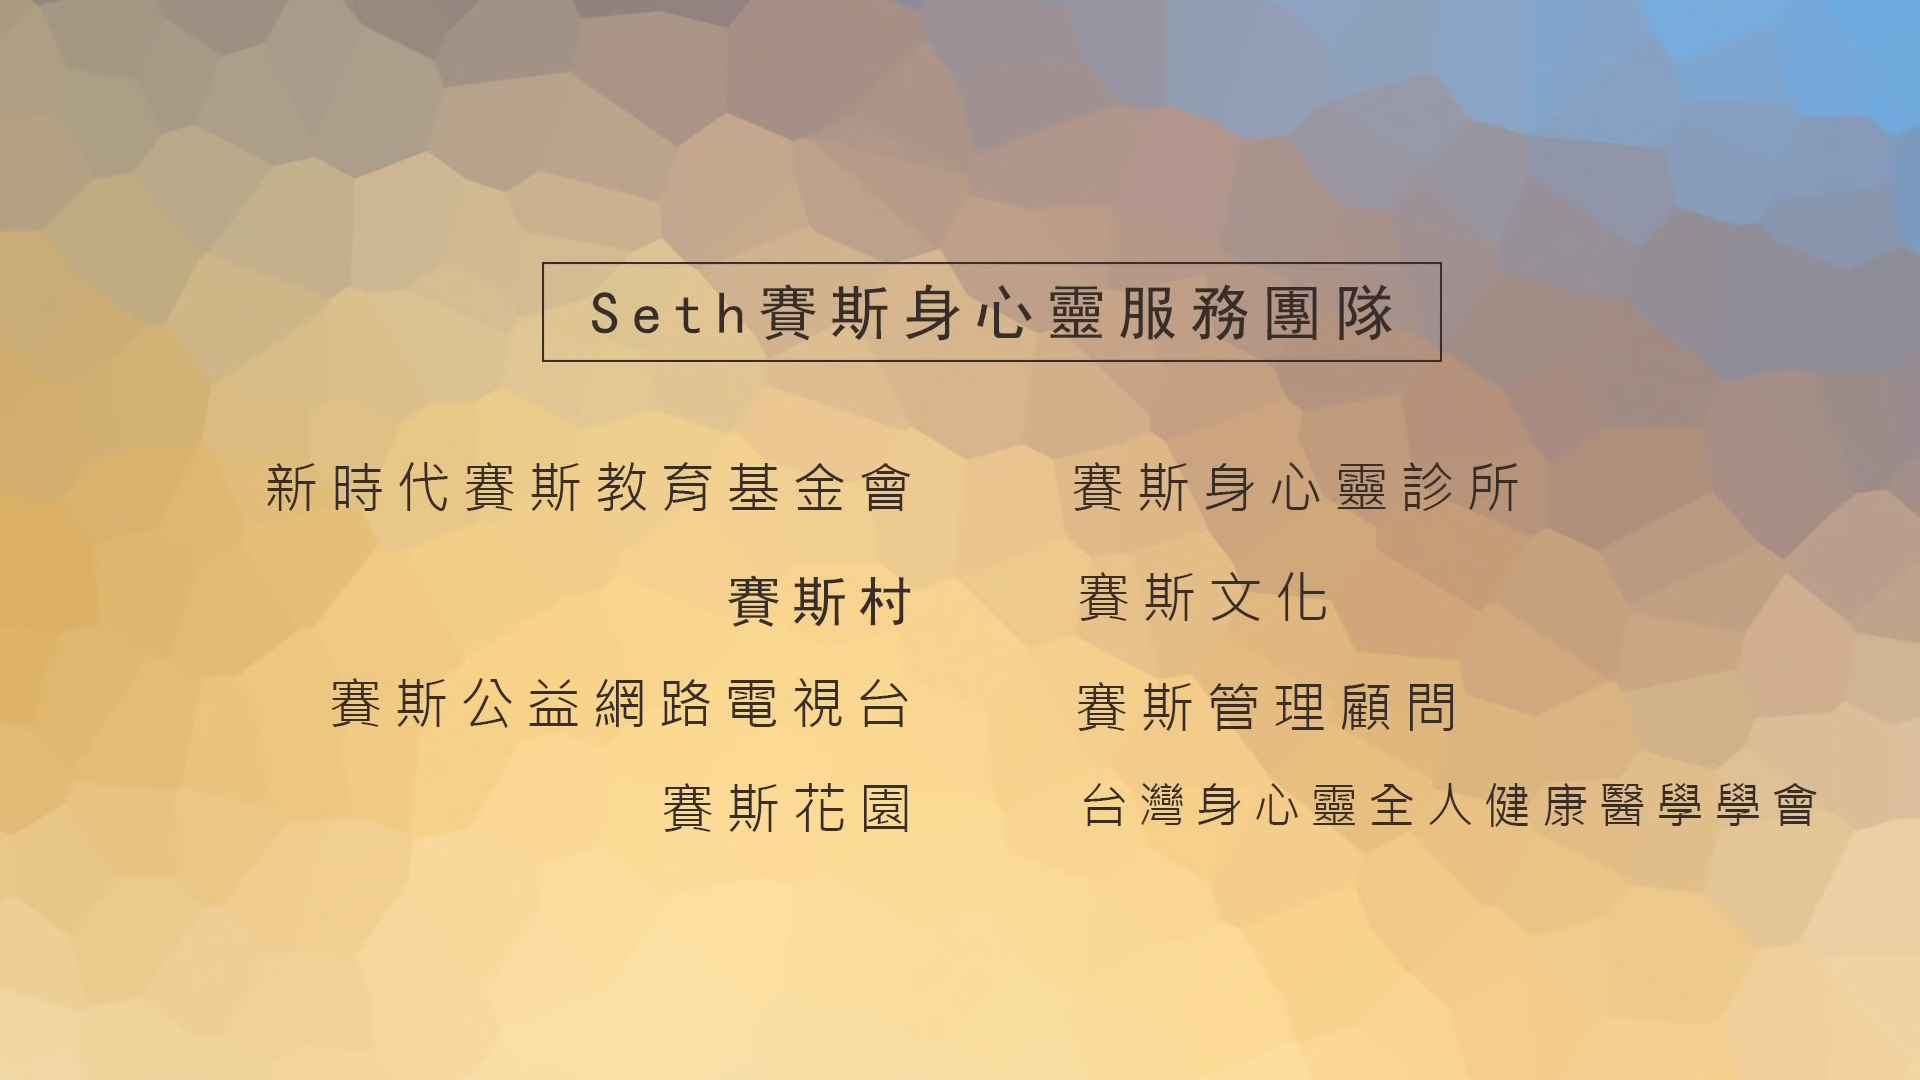 Seth賽斯身心靈服務團隊
新時代賽斯教育基金會
賽斯身心靈診所
賽斯村
賽斯文化
賽斯公益網路電視台
賽斯管理顧問
賽斯花園
台灣身心靈全人健康醫學學會